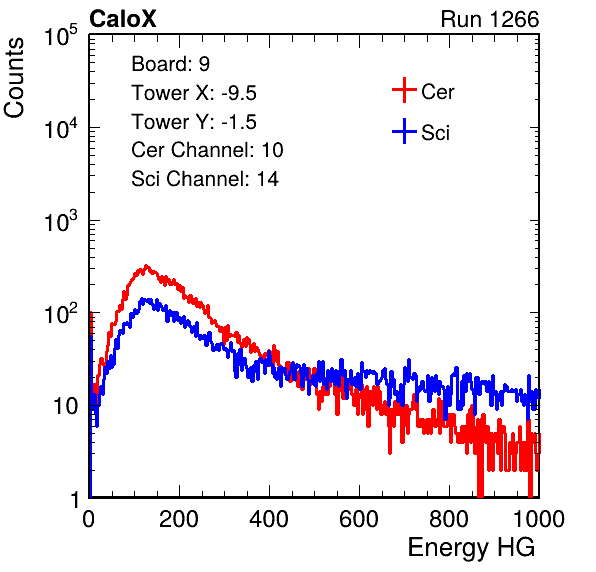 CaloX Run 1266
Counts
Board: 9
Tower X: -9.5
Tower Y: -1.5
Cer Channel: 10
Sci Channel: 14
Cer
Sci
10^5
10^4
10^3
10^2
10
1
0 200 400 600 800 1000
Energy HG